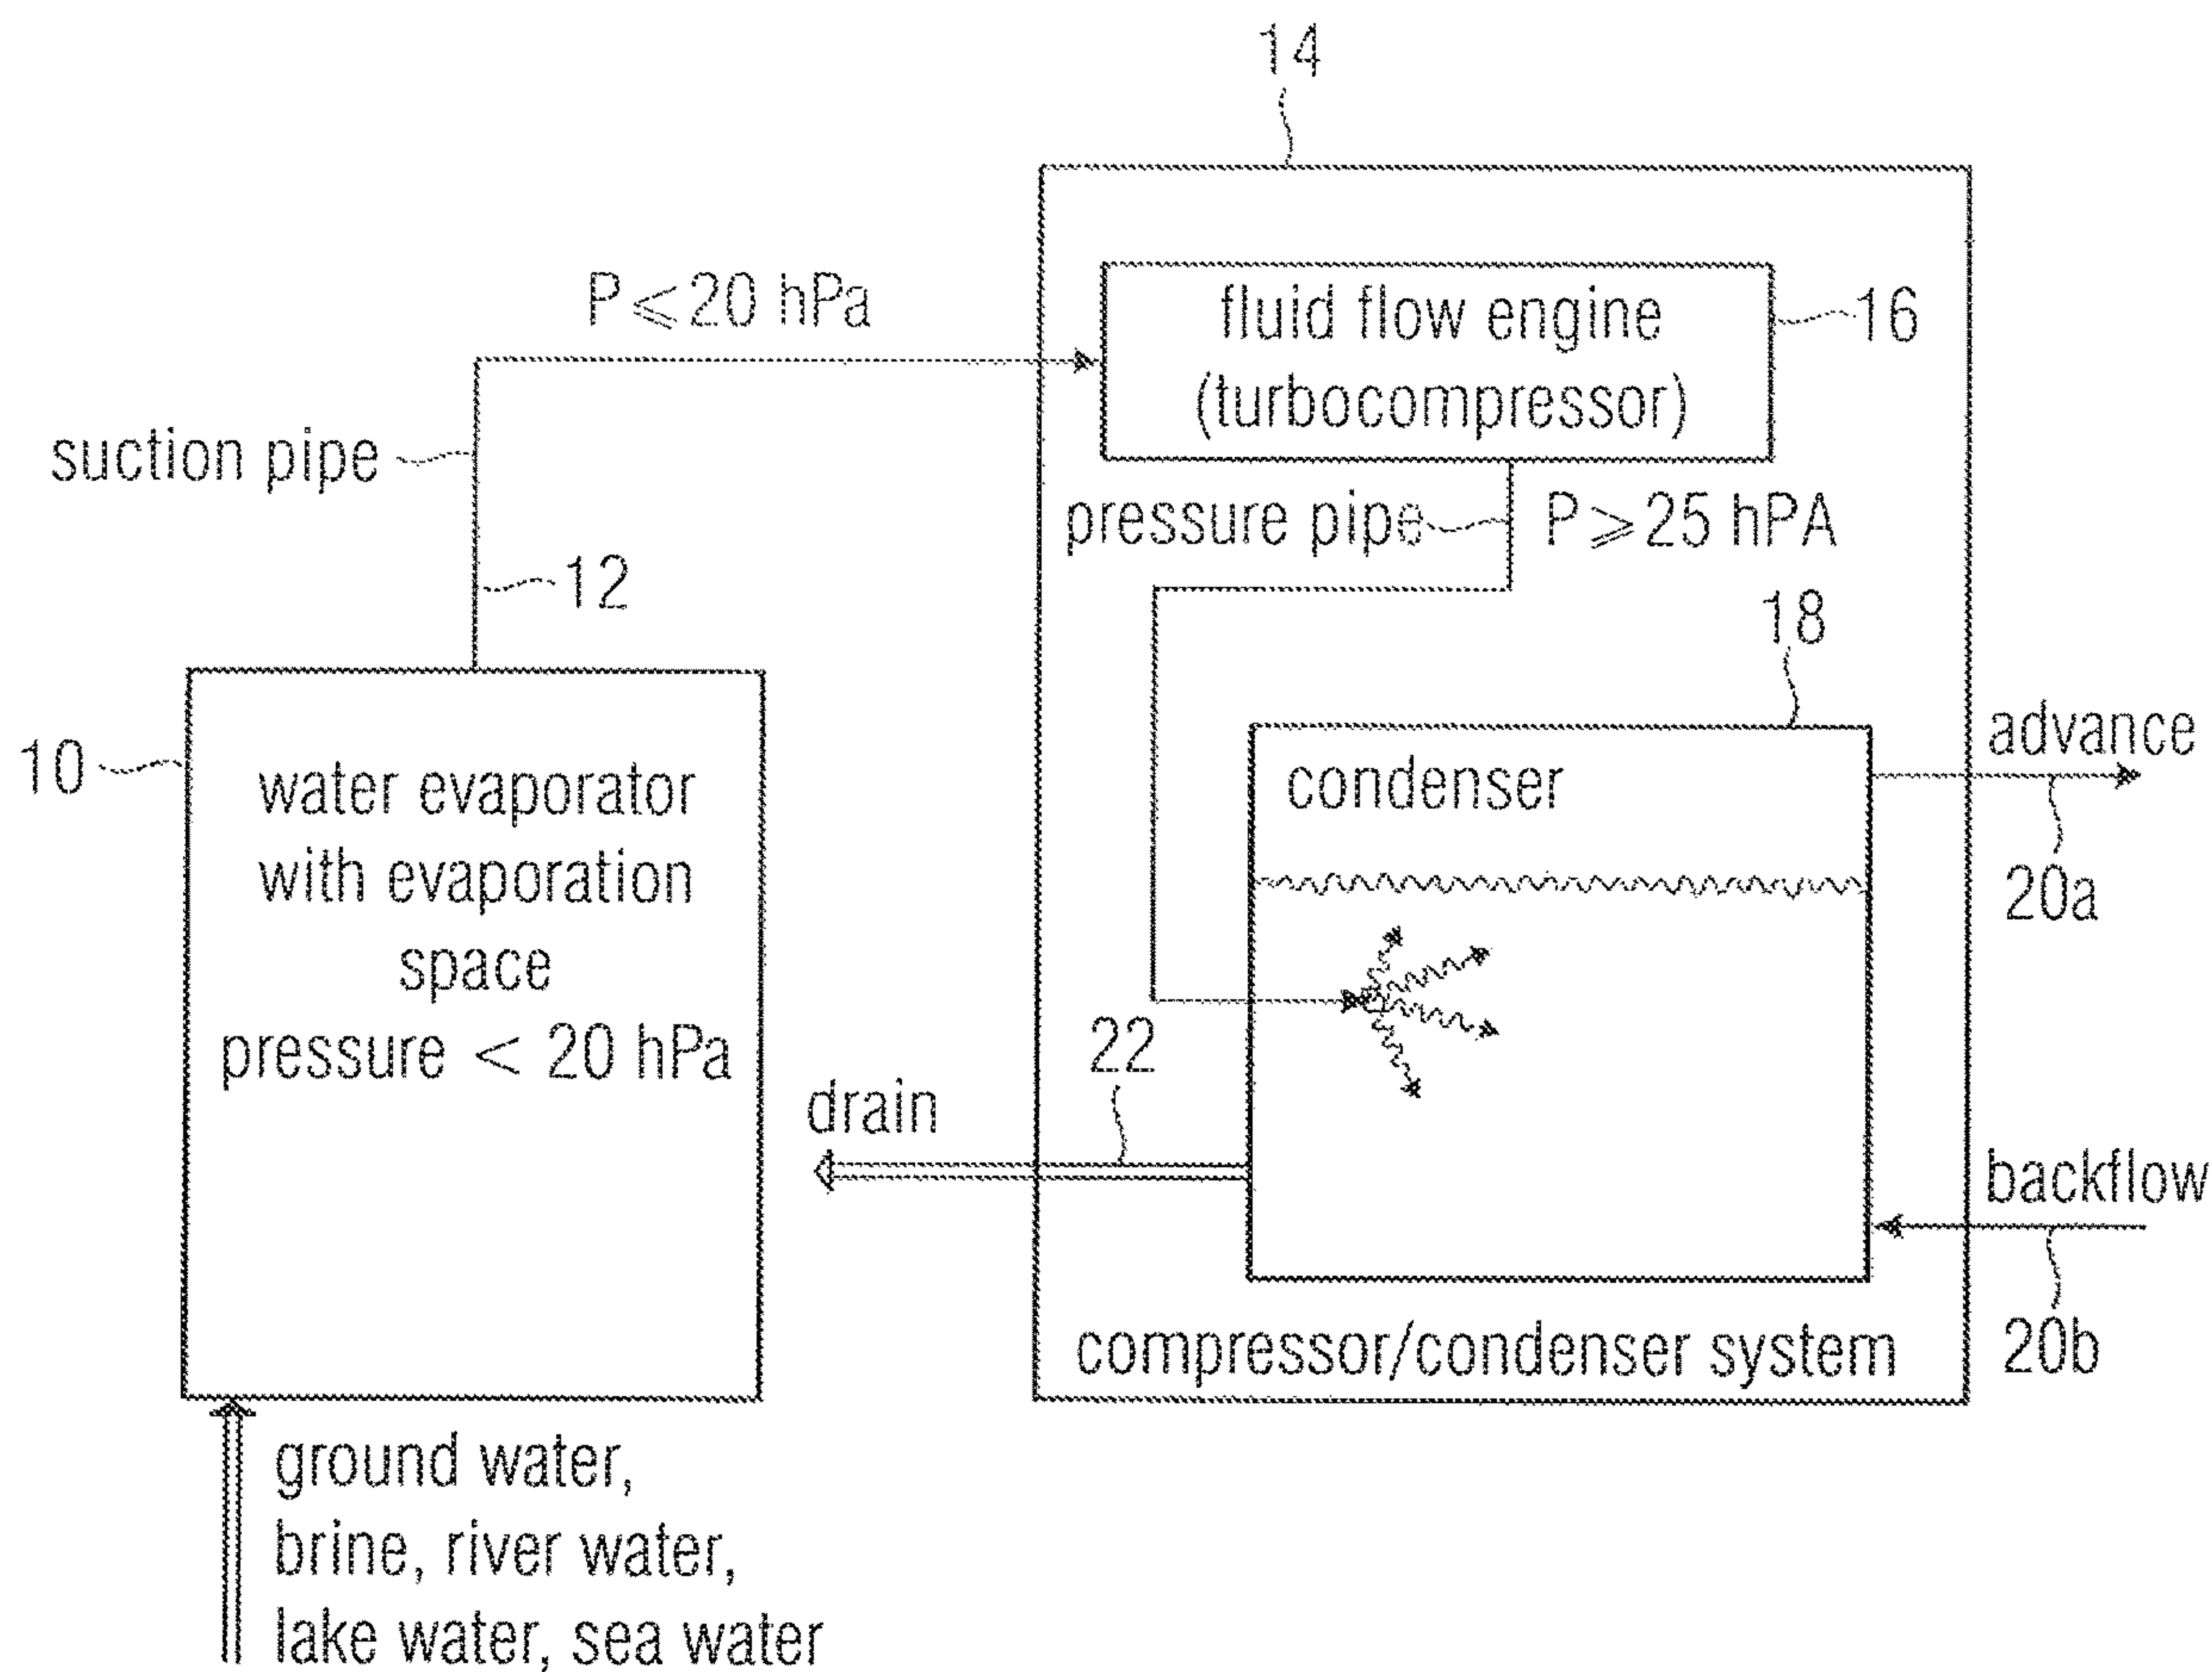 14
P ⩽ 20 hPa
fluid flow engine
(turbocompressor)
16
suction pipe
pressure pipe
P ⩾ 25 hPA
12
18
10
water evaporator
with evaporation
space
pressure < 20 hPa
condenser
advance
20a
22
drain
backflow
20b
compressor/condenser system
ground water,
brine, river water,
lake water, sea water